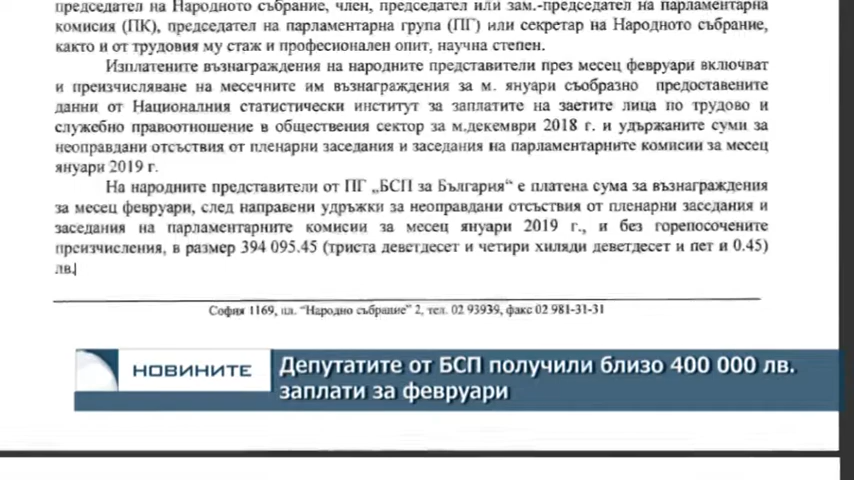 председател на Народното събрание, член, председател или зам.-председател на парламентарна
комисия (ПК), председател на парламентарна група (ПГ) или секретар на Народното събрание,
както и от трудовия му стаж и професионален опит, научна степен.
Изплатените възнаграждения на народните представители през месец февруари включват
и преизчисляване на месечните им възнаграждения за м. януари съобразно предоставените
данни от Националния статистически институт за заплатите на заетите лица по трудово и
служебно правоотношение в обществения сектор за м.декември 2018 г. и удържаните суми за
неоправдани отсъствия от пленарни заседания и заседания на парламентарните комисии за месец
януари 2019 г.
На народните представители от ПГ „БСП за България“ е платена сума за възнаграждения
за месец февруари, след направени удръжки за неоправдани отсъствия от пленарни заседания и
заседания на парламентарните комисии за месец януари 2019 г., и без горепосочените
преизчисления, в размер 394 095.45 (триста деветдесет и четири хиляди деветдесет и пет и 0.45)
лв.
София 1169, пл. “Народно събрание” 2, тел. 02 93939, факс 02 981-31-31
НОВИНИТЕ
Депутатите от БСП получили близо 400 000 лв.
заплати за февруари